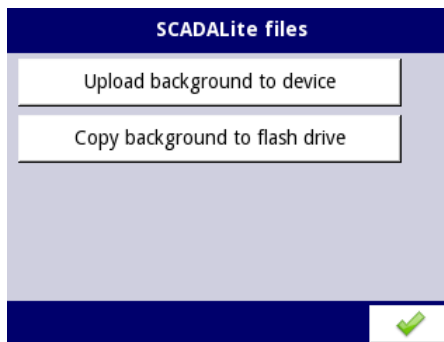 SCADALite files
Upload background to device
Copy background to flash drive